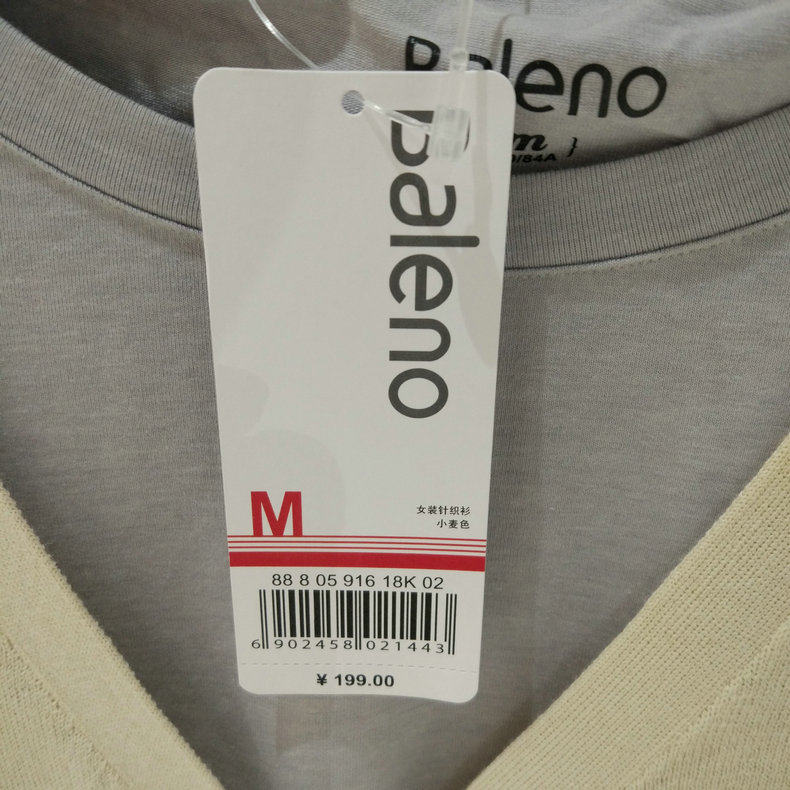 Baleno
m }
/84A
Baleno
M
女装针织衫
小麦色
88 8 05 916 18K 02
6 902458 021443
¥ 199.00